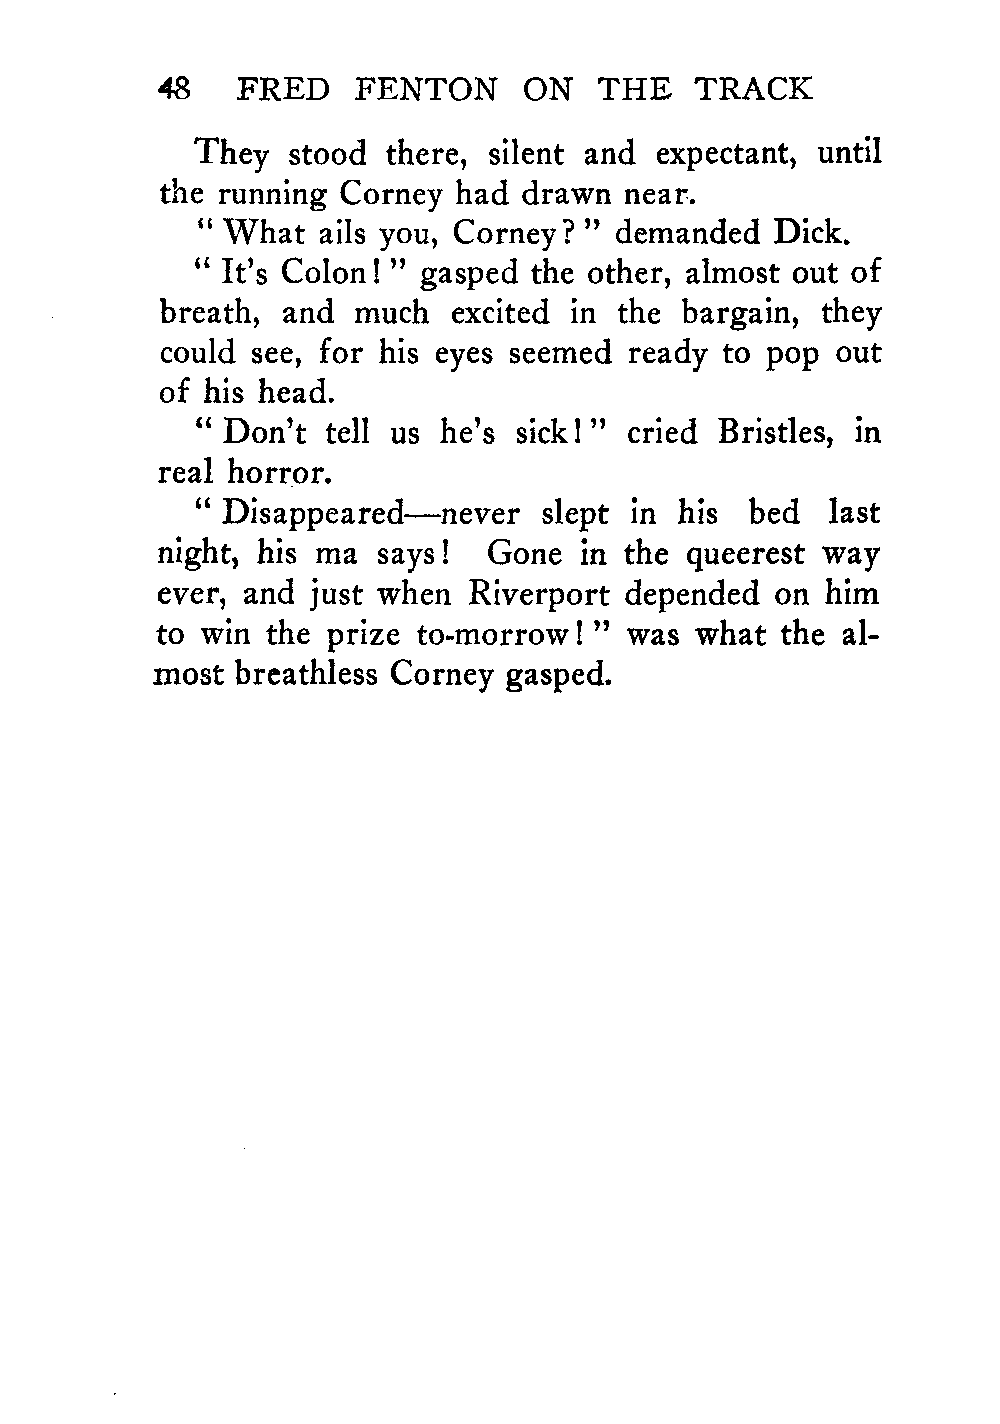 48 FRED FENTON ON THE TRACK
They stood there, silent and expectant, until
the running Corney had drawn near.
“ What ails you, Corney? ” demanded Dick.
“ It's Colon! ” gasped the other, almost out of
breath, and much excited in the bargain, they
could see, for his eyes seemed ready to pop out
of his head.
“ Don't tell us he's sick! ” cried Bristles, in
real horror.
“ Disappeared—never slept in his bed last
night, his ma says! Gone in the queerest way
ever, and just when Riverport depended on him
to win the prize to-morrow! ” was what the al-
most breathless Corney gasped.